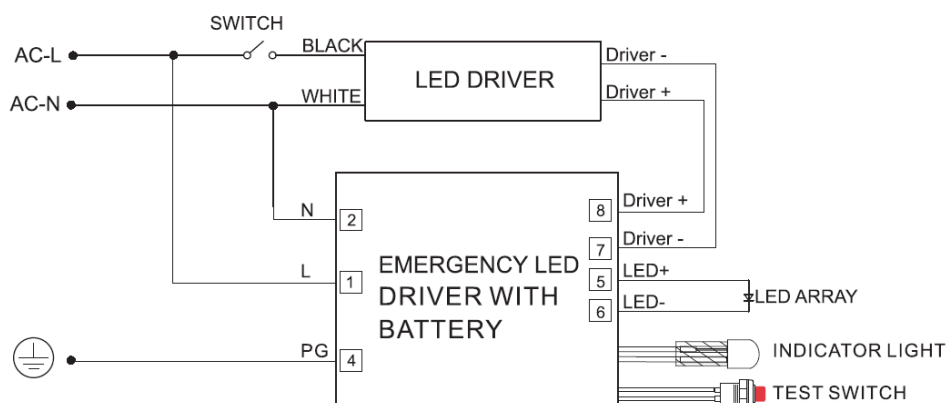 SWITCH
AC-L
BLACK
Driver -
LED DRIVER
AC-N
WHITE
Driver +
N
2
8
Driver +
7
Driver -
L
1
EMERGENCY LED
DRIVER WITH
BATTERY
5
LED+
6
LED-
LED ARRAY
PG
4
INDICATOR LIGHT
TEST SWITCH